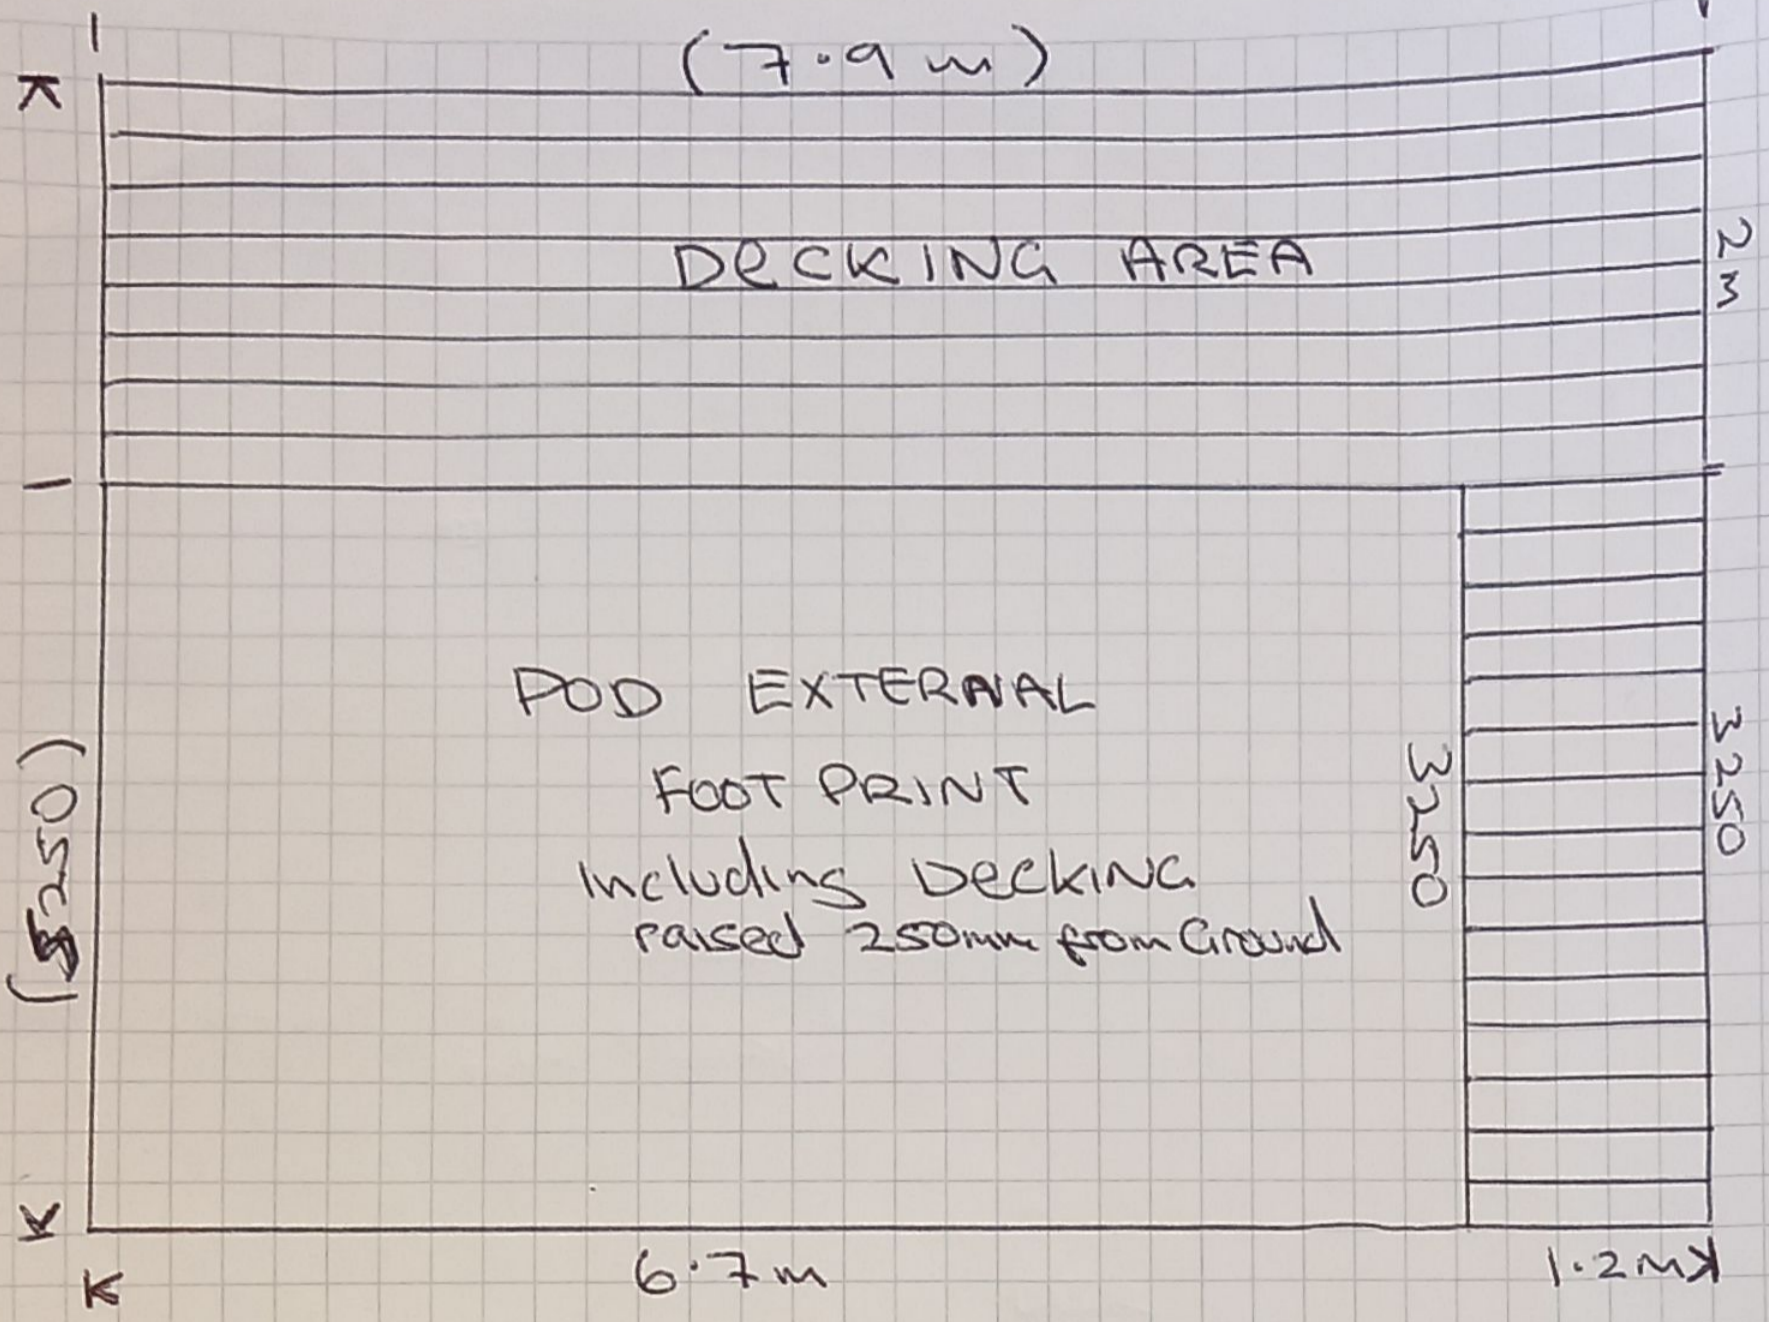 (7.9m)
DECKING AREA
2m
POD EXTERNAL
FOOT PRINT
Including Decking
raised 250mm from Ground
3250
3250
(5250)
6.7m
1.2m